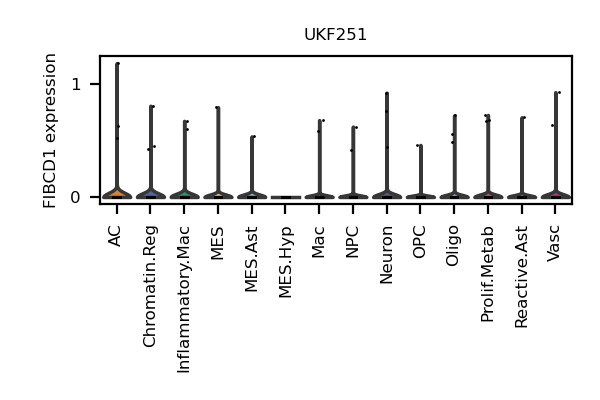 UKF251
FIBCD1 expression
1
0
AC
Chromatin.Reg
Inflammatory.Mac
MES
MES.Ast
MES.Hyp
Mac
NPC
Neuron
OPC
Oligo
Prolif.Metab
Reactive.Ast
Vasc